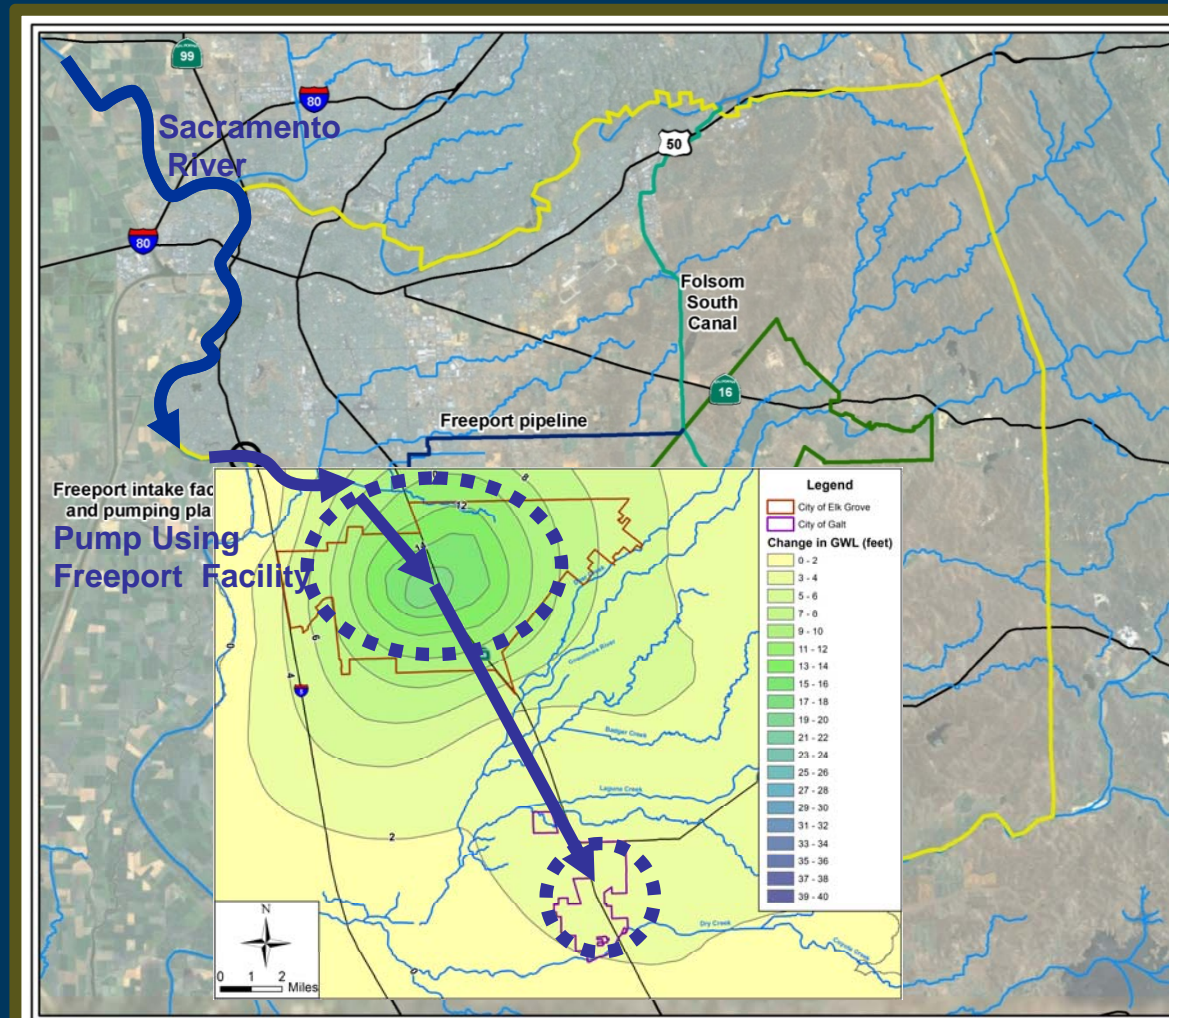 99
80
Sacramento
River
50
80
Folsom
South
Canal
16
Freeport pipeline
Freeport intake fac
and pumping pla
Pump Using
Freeport Facility
8
12
6
4
0
5
2
0
Cosumnes River
Badger Creek
Laguna Creek
Dry Creek
Coyote Creek
Legend
City of Elk Grove
City of Galt
Change in GWL (feet)
0 - 2
3 - 4
5 - 6
7 - 8
9 - 10
11 - 12
13 - 14
15 - 16
17 - 18
19 - 20
21 - 22
23 - 24
25 - 26
27 - 28
29 - 30
31 - 32
33 - 34
35 - 36
37 - 38
39 - 40
N
0 1 2
Miles